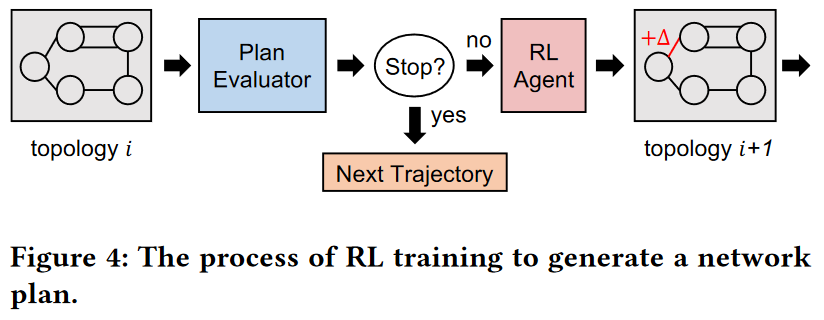 +Δ
Plan
Evaluator
Stop?
no
RL
Agent
yes
topology i
topology i+1
Next Trajectory
Figure 4: The process of RL training to generate a network
plan.